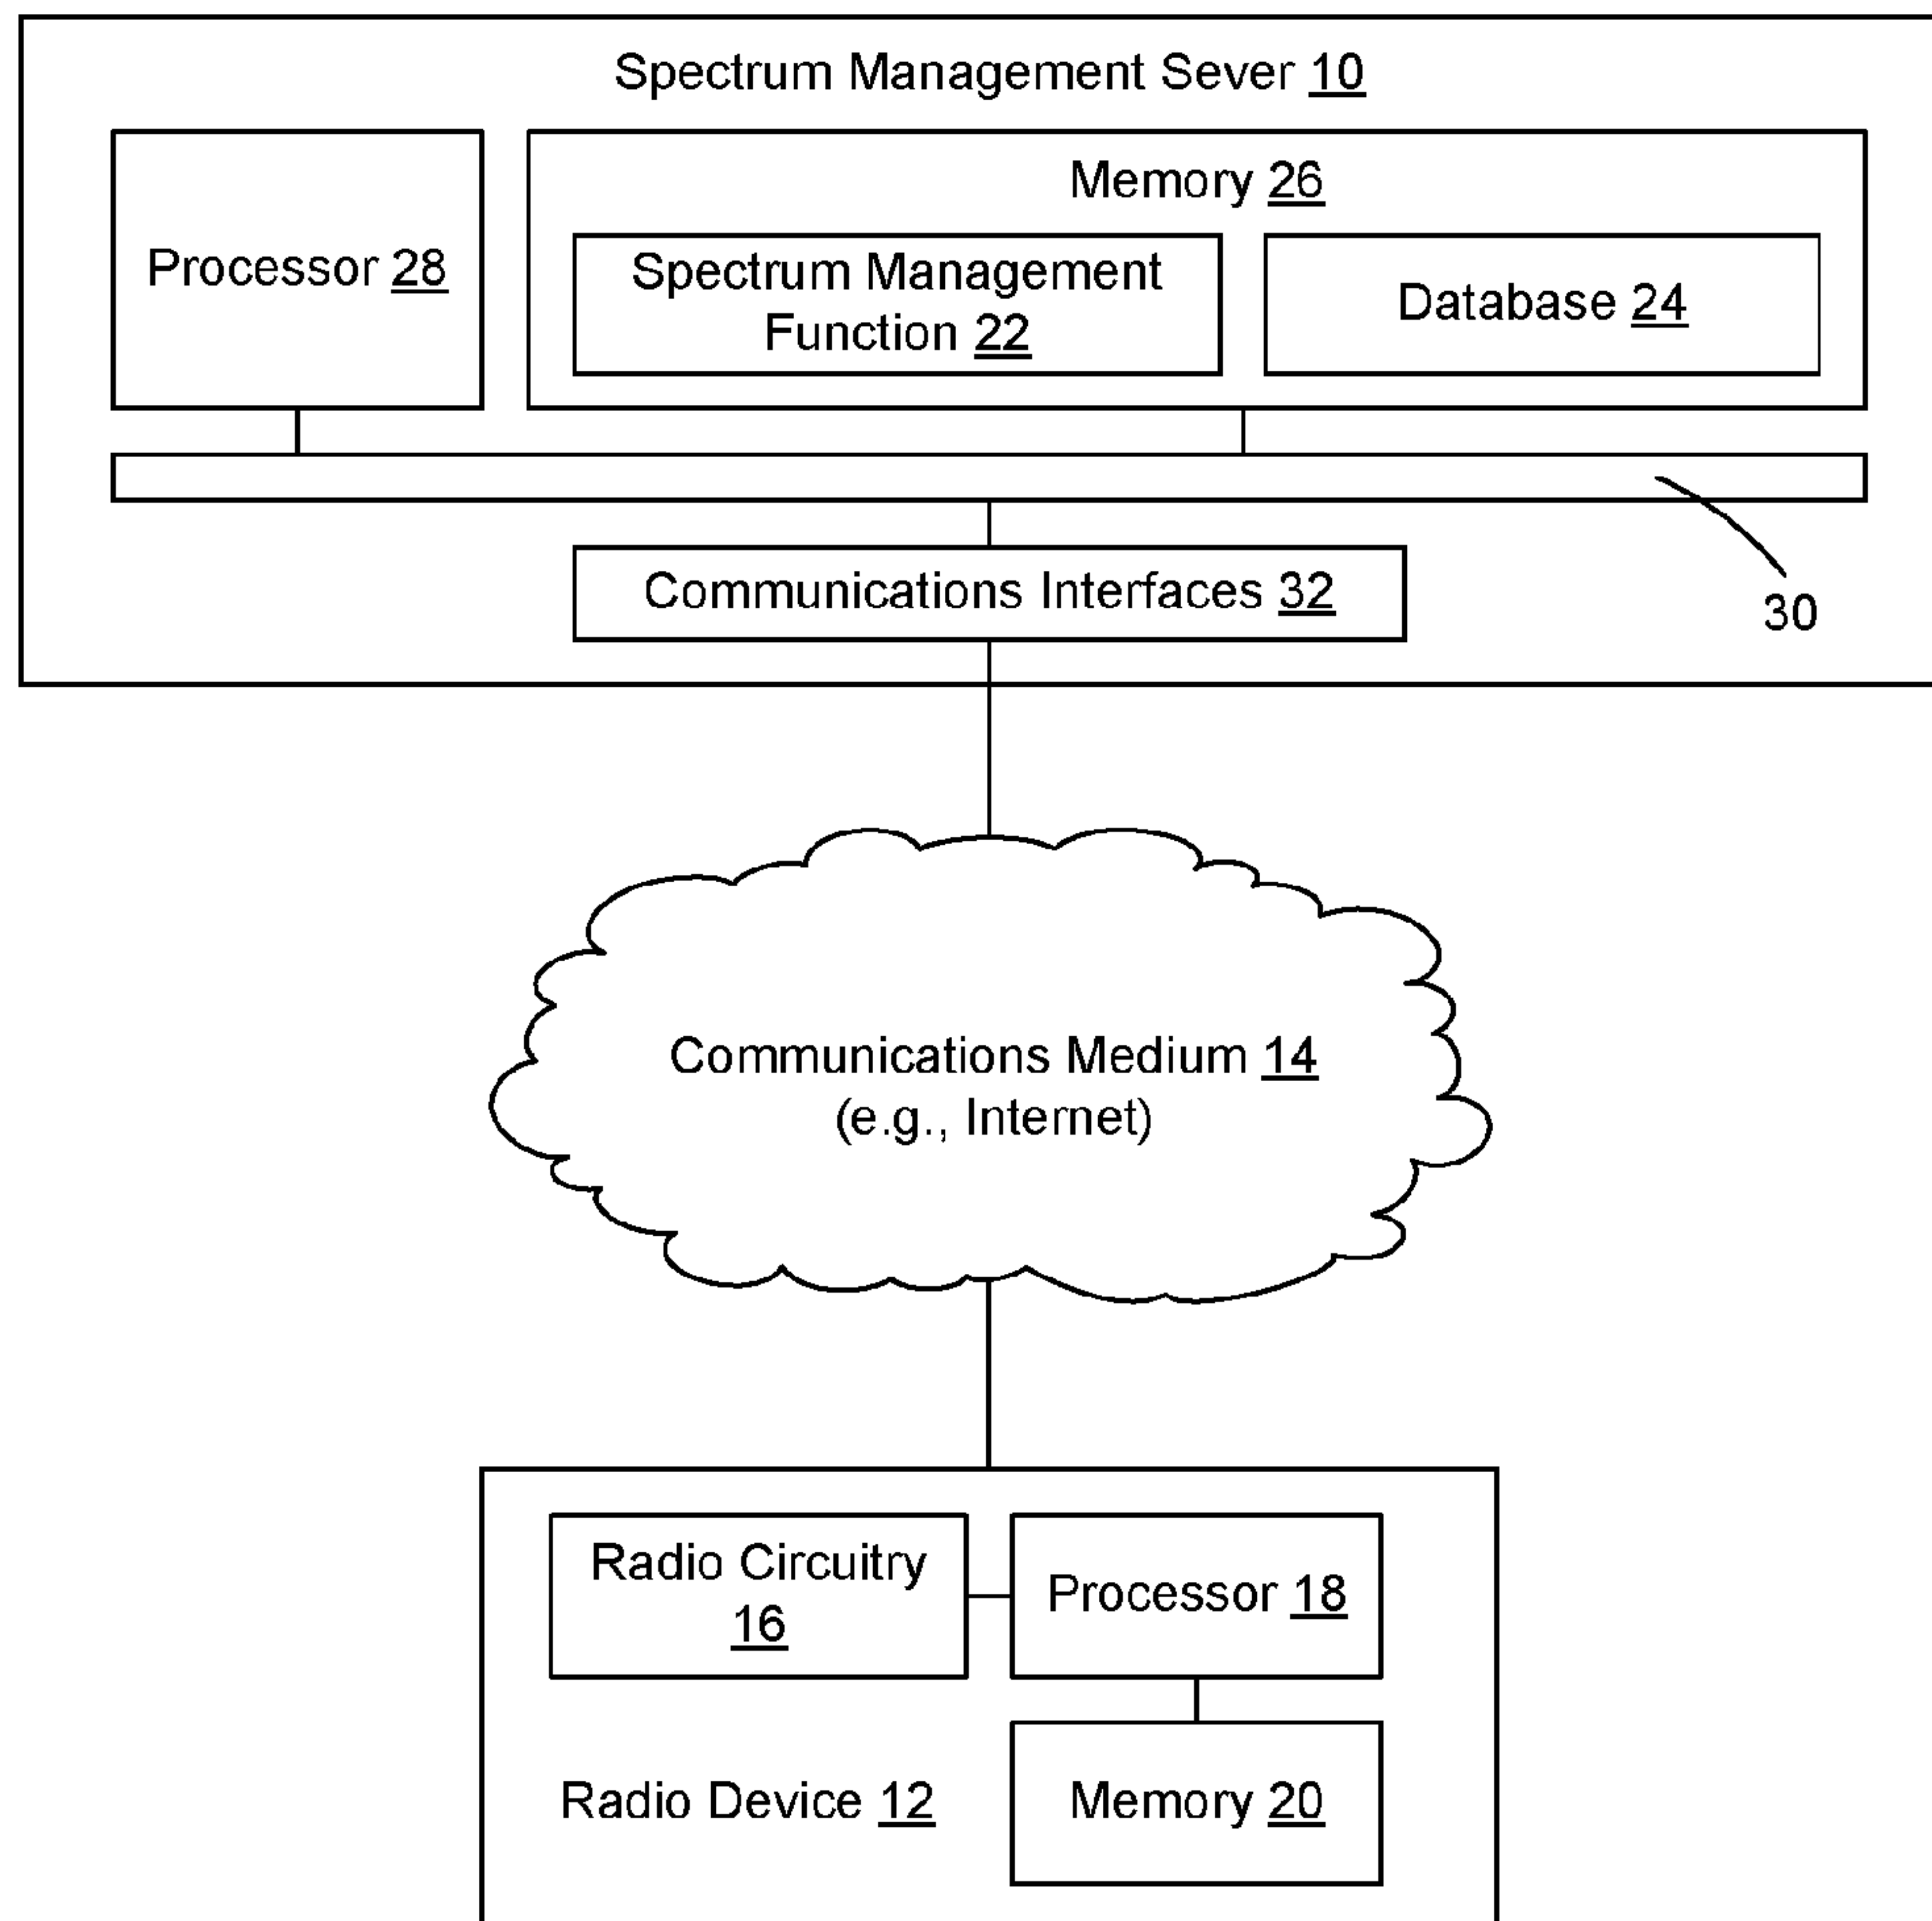 Spectrum Management Sever 10
Processor 28
Memory 26
Spectrum Management
Function 22
Database 24
Communications Interfaces 32
30
Communications Medium 14
(e.g., Internet)
Radio Circuitry
16
Processor 18
Radio Device 12
Memory 20